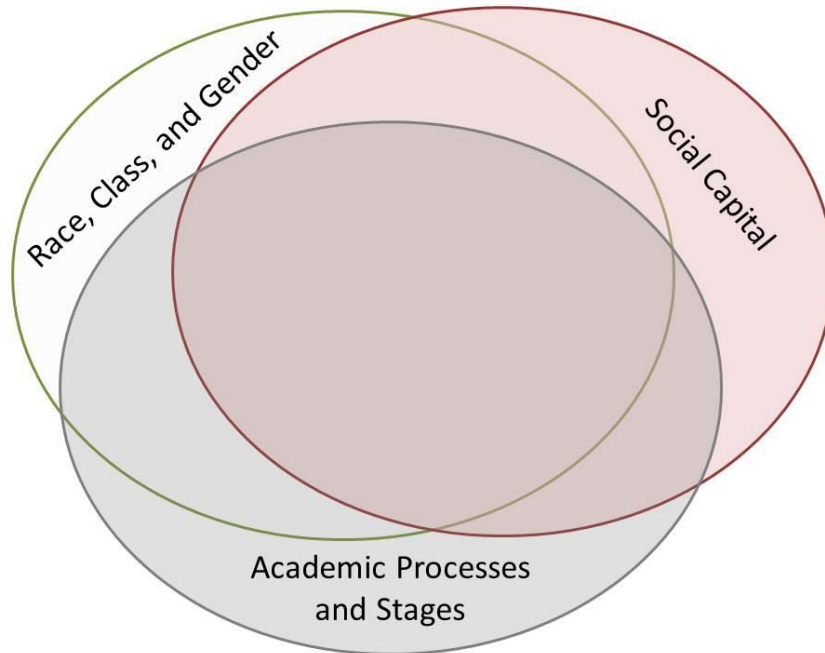 Race, Class, and Gender
Social Capital
Academic Processes
and Stages